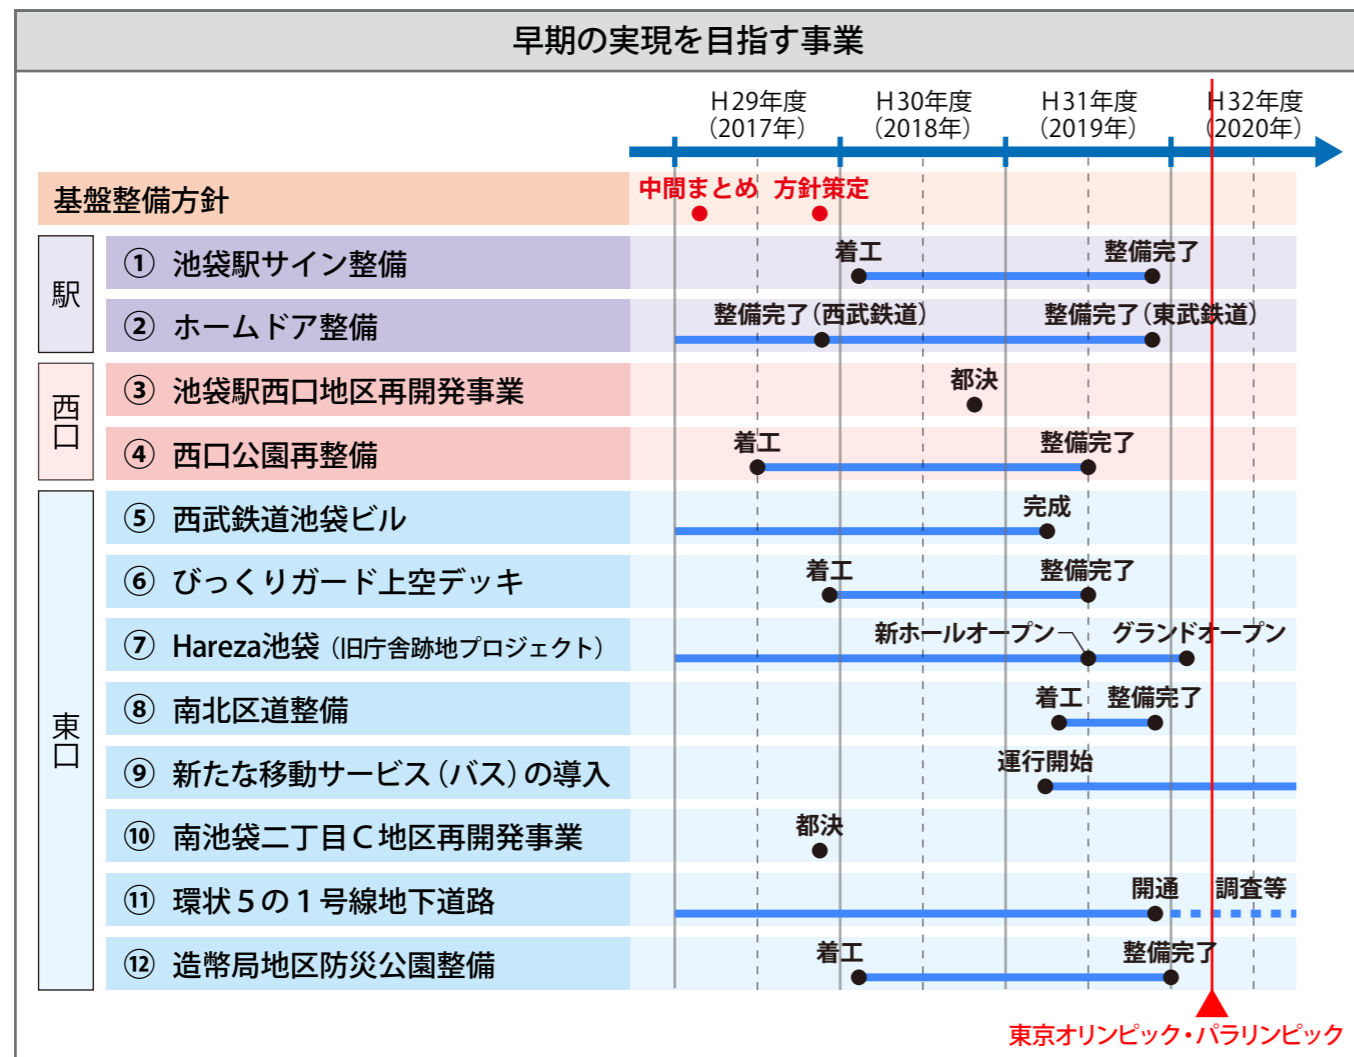 早期の実現を目指す事業
H29年度
（2017年）
H30年度
（2018年）
H31年度
（2019年）
H32年度
（2020年）
基盤整備方針
中間まとめ 方針策定
駅
① 池袋駅サイン整備
着工 整備完了
② ホームドア整備
整備完了（西武鉄道） 整備完了（東武鉄道）
西口
③ 池袋駅西口地区再開発事業
都決
④ 西口公園再整備
着工 整備完了
東口
⑤ 西武鉄道池袋ビル
完成
⑥ びっくりガード上空デッキ
着工 整備完了
⑦ Hareza池袋（旧庁舎跡地プロジェクト）
新ホールオープン グランドオープン
⑧ 南北区道整備
着工 整備完了
⑨ 新たな移動サービス（バス）の導入
運行開始
⑩ 南池袋二丁目Ｃ地区再開発事業
都決
⑪ 環状５の１号線地下道路
開通 調査等
⑫ 造幣局地区防災公園整備
着工 整備完了
東京オリンピック・パラリンピック